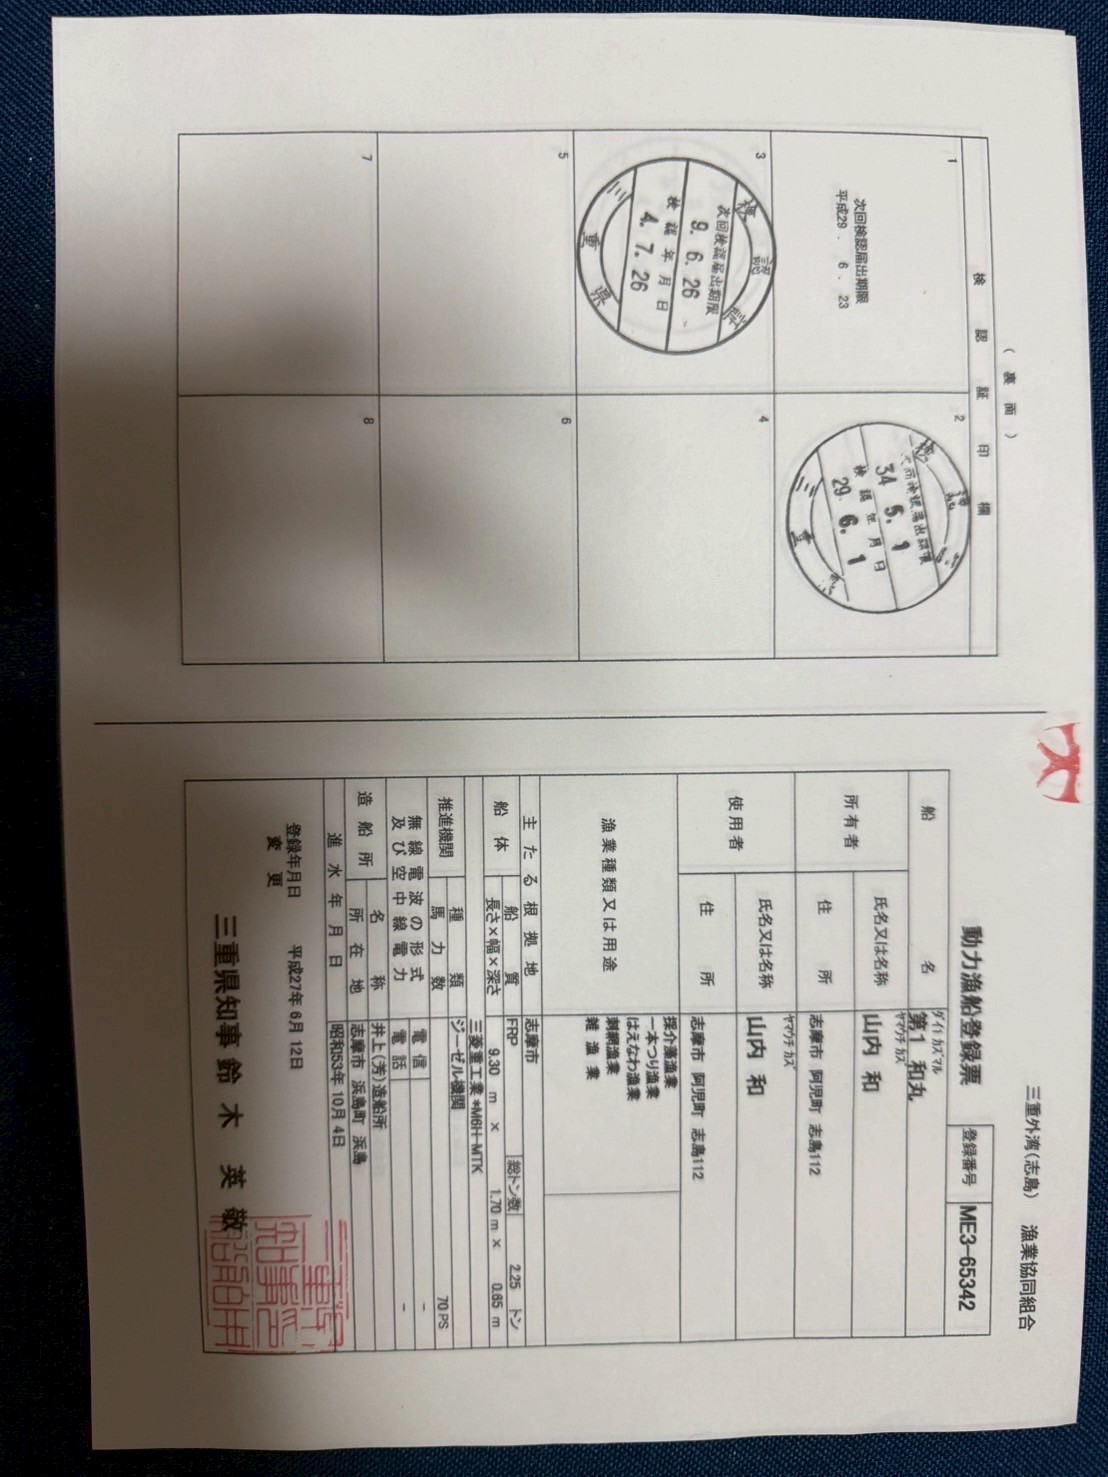 (裏面)
検認証印欄
1
次回検認届出期限
平成29. 6. 23
2
検認
次回検認届出期限
34 5. 1
検認年月日
29. 6. 1
三重
3
検認
次回検認届出期限
9. 6. 26
検認年月日
4. 7. 26
三重県
4
5
6
7
8
三重外湾(志島) 漁業協同組合
動力漁船登録票
登録番号 ME3-65342
船名 ダイイチ カズマル
第1 和丸
所有者 氏名又は名称 ヤマウチ カズ
山内 和
住所 志摩市 阿児町 志島112
使用者 氏名又は名称 ヤマウチ カズ
山内 和
住所 志摩市 阿児町 志島112
漁業種類又は用途 採介藻漁業
一本つり漁業
はえなわ漁業
刺網漁業
雑漁業
主たる根拠地 志摩市
船体 船質 FRP 総トン数 2.25 トン
長さ×幅×深さ 9.30 m × 1.70 m × 0.65 m
三菱重工業 *M6H-MTK
推進機関 種類 ジーゼル機関
馬力数 70 PS
無線電波の形式及び空中線電力 電信 -
電話 -
造船所 名称 井上(芳)造船所
所在地 志摩市 浜島町 浜島
進水年月日 昭和53年10月 4日
登録年月日
変更 平成27年 6月 12日
三重県知事 鈴木 英敬